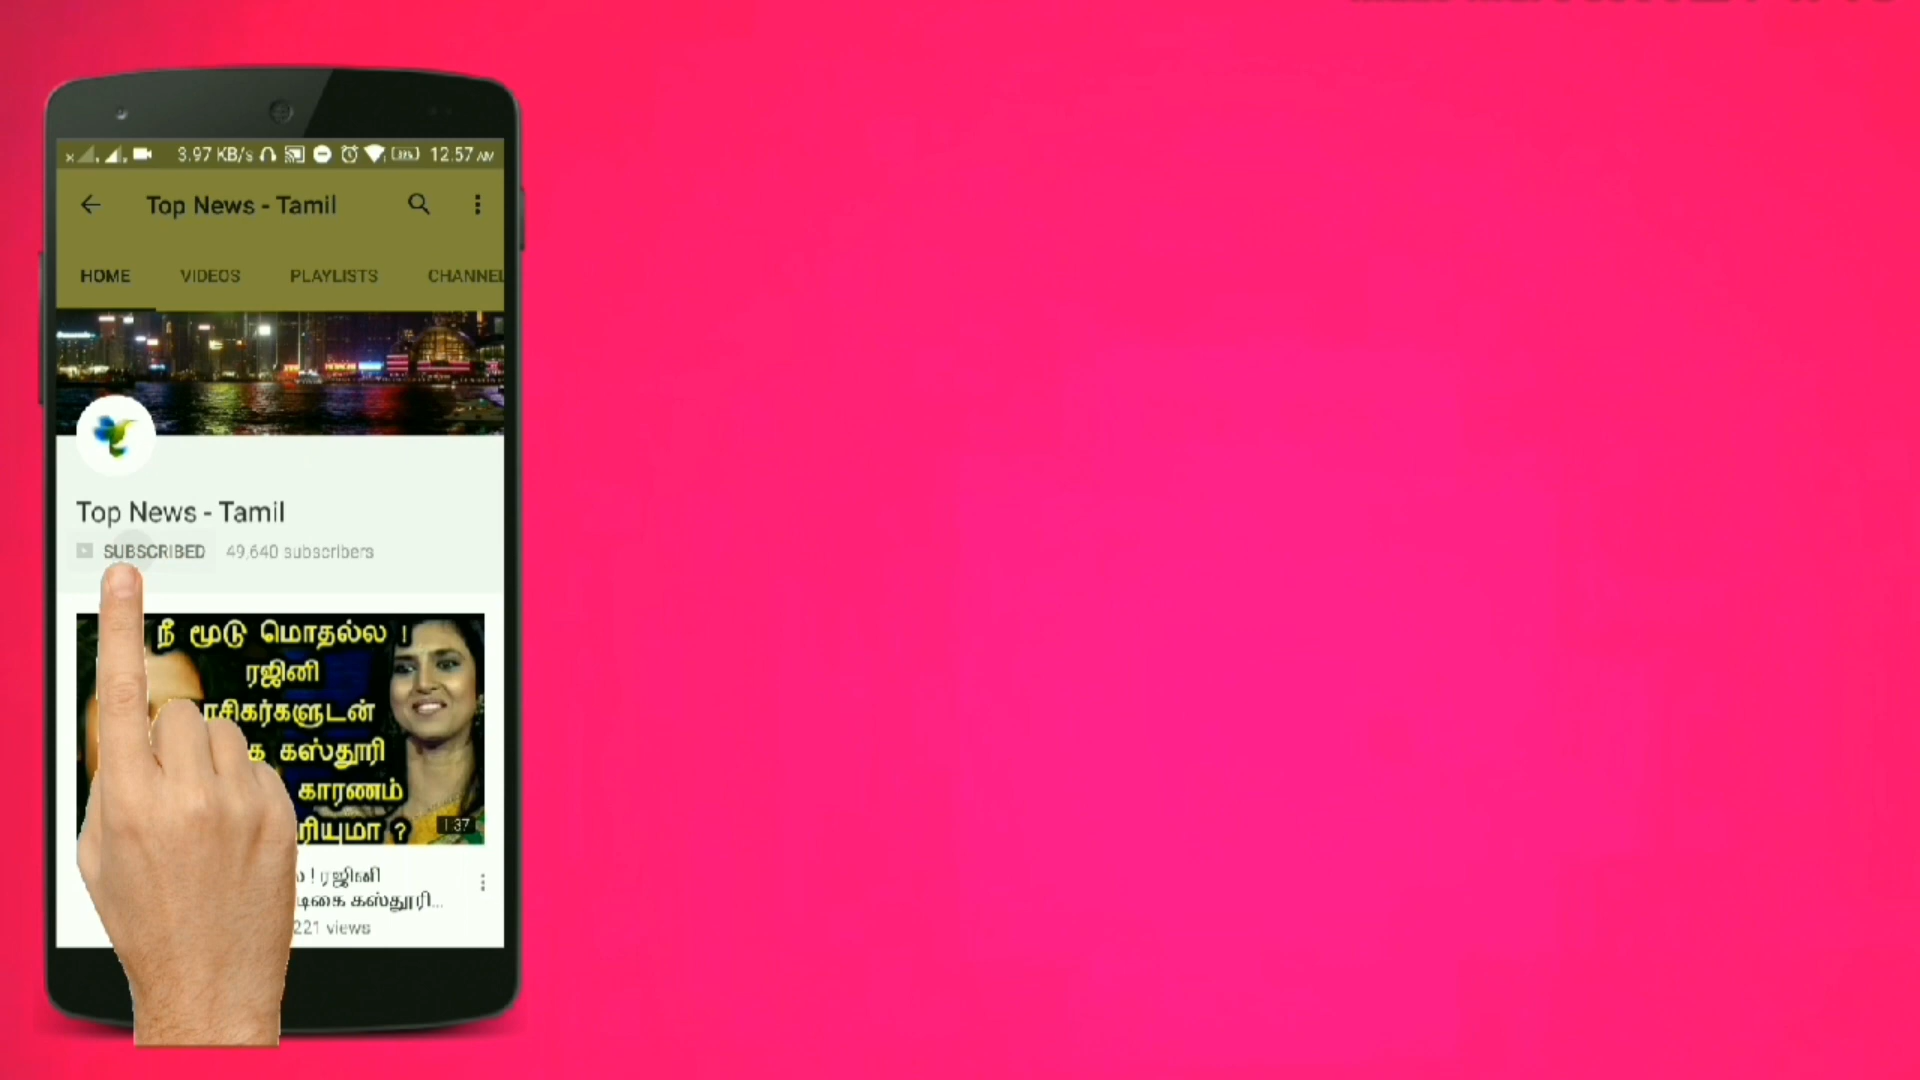 3.97 KB/s 12.57 AM
Top News - Tamil
HOME VIDEOS PLAYLISTS CHANNEL
Top News - Tamil
SUBSCRIBED 49,640 subscribers
நீ மூடு மொதல்ல !
ரஜினி
ரசிகர்களுடன்
கஸ்தூரி
காரணம்
?
1:37
! ரஜினி
கஸ்தூரி...
221 views